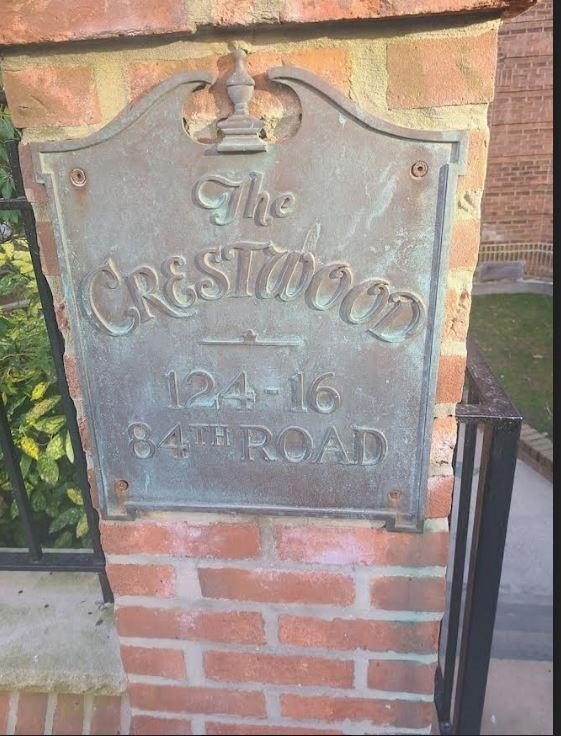 The
CRESTWOOD
124-16
84TH ROAD